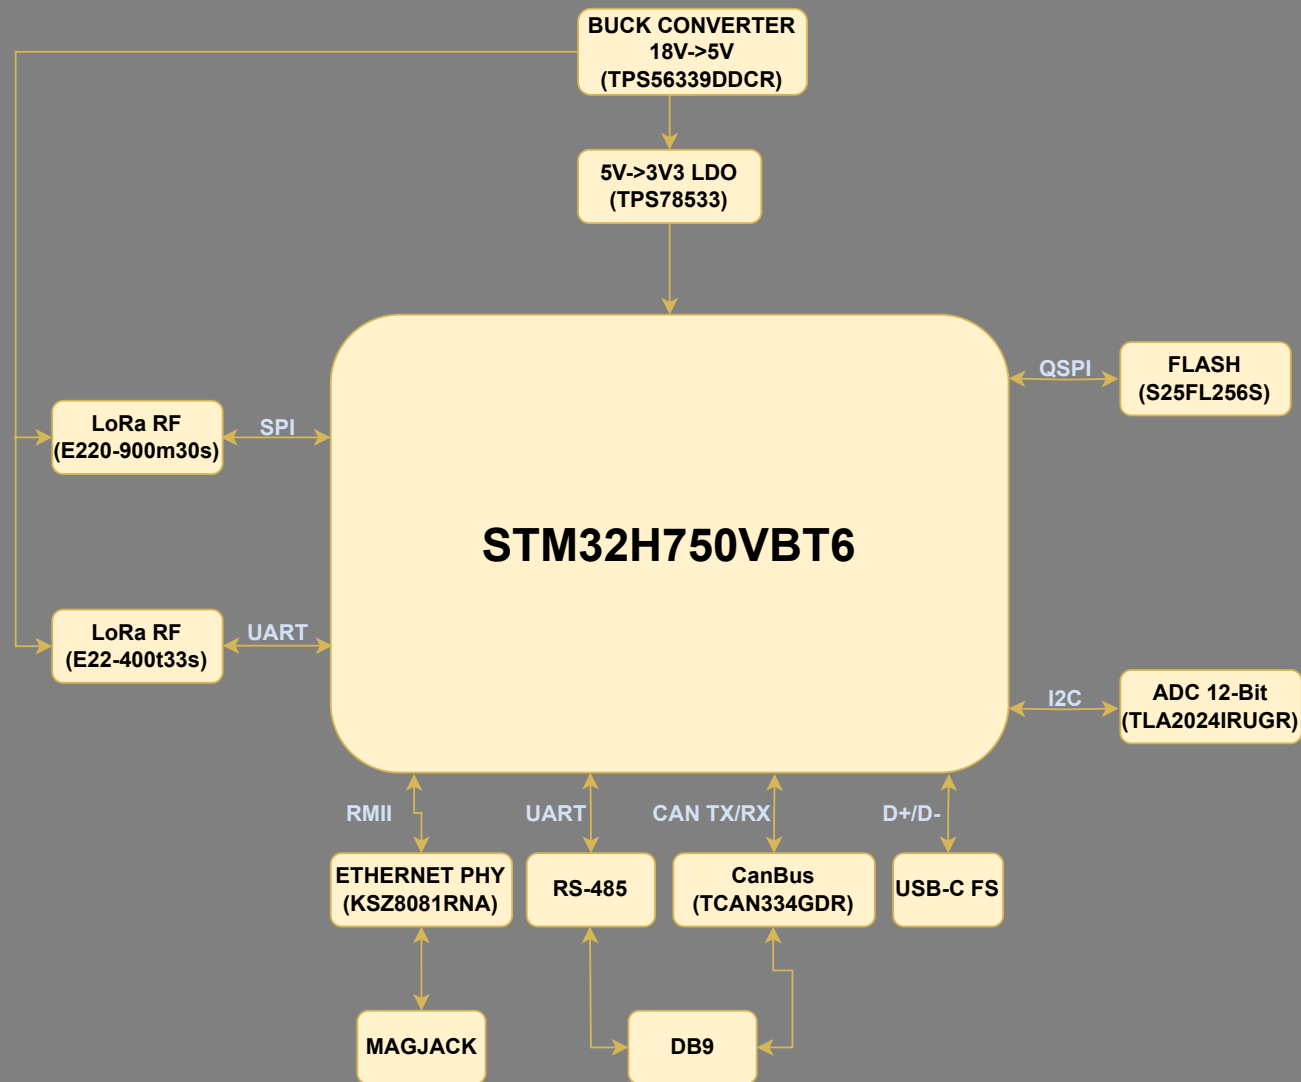 BUCK CONVERTER
18V->5V
(TPS56339DDCR)
5V->3V3 LDO
(TPS78533)
QSPI
FLASH
(S25FL256S)
LoRa RF
(E220-900m30s)
SPI
STM32H750VBT6
LoRa RF
(E22-400t33s)
UART
I2C
ADC 12-Bit
(TLA2024IRUGR)
RMII
UART
CAN TX/RX
D+/D-
ETHERNET PHY
(KSZ8081RNA)
RS-485
CanBus
(TCAN334GDR)
USB-C FS
MAGJACK
DB9